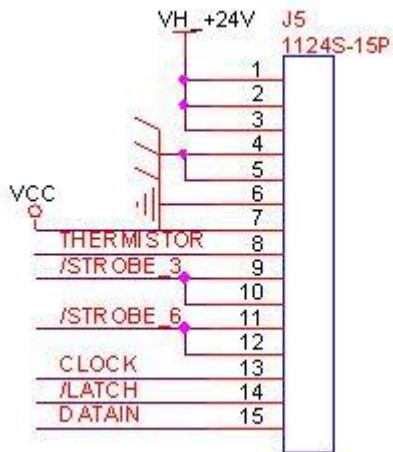 VH_+24V
J5
1124S-15P
1
2
3
4
5
6
VCC
7
THERMISTOR 8
/STROBE_3 9
10
/STROBE_6 11
12
CLOCK 13
/LATCH 14
DATAIN 15